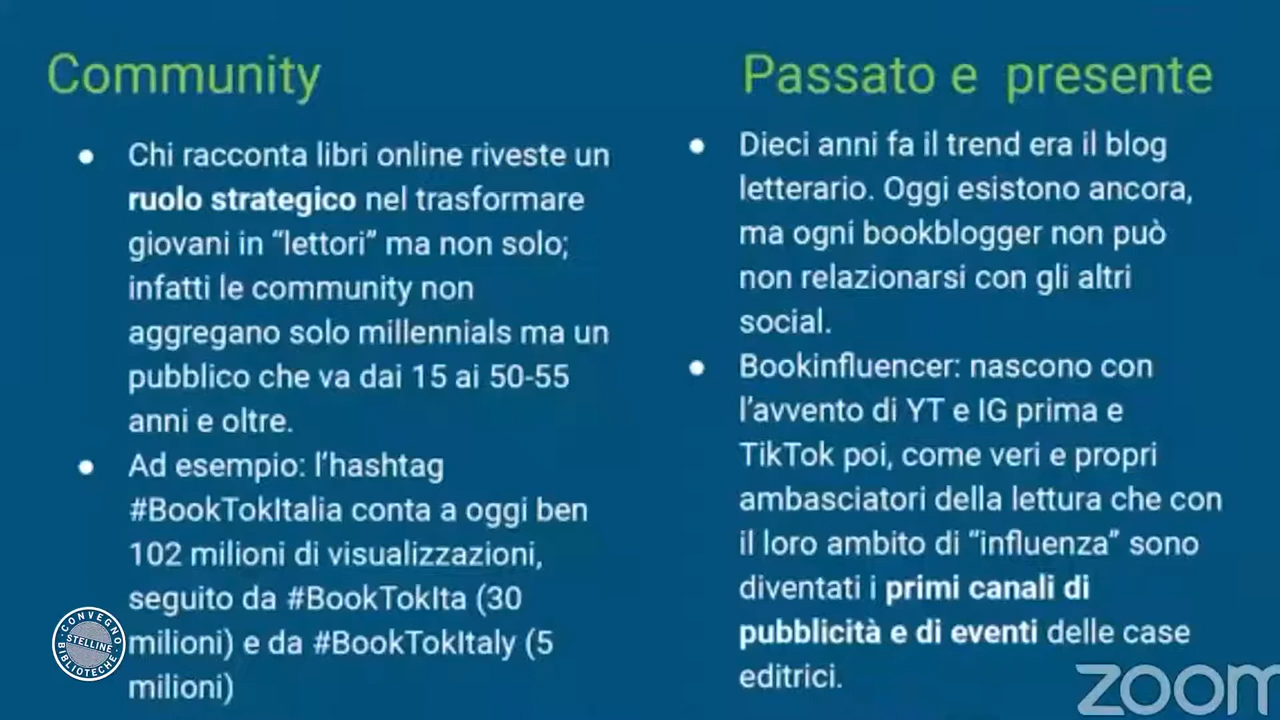 Community
● Chi racconta libri online riveste un
ruolo strategico nel trasformare
giovani in “lettori” ma non solo;
infatti le community non
aggregano solo millennials ma un
pubblico che va dai 15 ai 50-55
anni e oltre.
● Ad esempio: l’hashtag
#BookTokItalia conta a oggi ben
102 milioni di visualizzazioni,
seguito da #BookTokIta (30
milioni) e da #BookTokItaly (5
milioni)
Passato e presente
● Dieci anni fa il trend era il blog
letterario. Oggi esistono ancora,
ma ogni bookblogger non può
non relazionarsi con gli altri
social.
● Bookinfluencer: nascono con
l’avvento di YT e IG prima e
TikTok poi, come veri e propri
ambasciatori della lettura che con
il loro ambito di “influenza” sono
diventati i primi canali di
pubblicità e di eventi delle case
editrici.
CONVEGNO
STELLINE
BIBLIOTECHE
zoom